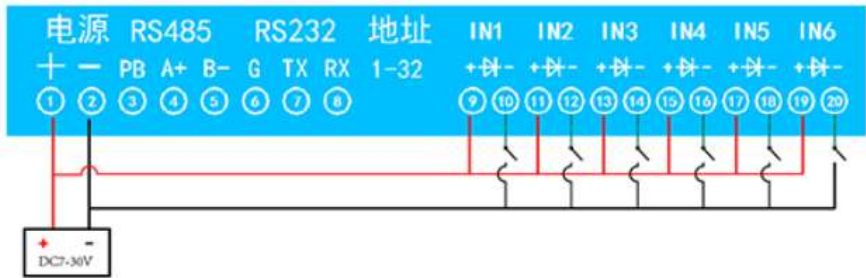 电源 RS485 RS232 地址 IN1 IN2 IN3 IN4 IN5 IN6
+ - PB A+ B- G TX RX 1-32 + - + - + - + - + - + -
1 2 3 4 5 6 7 8 9 10 11 12 13 14 15 16 17 18 19 20
+ -
DC7-30V